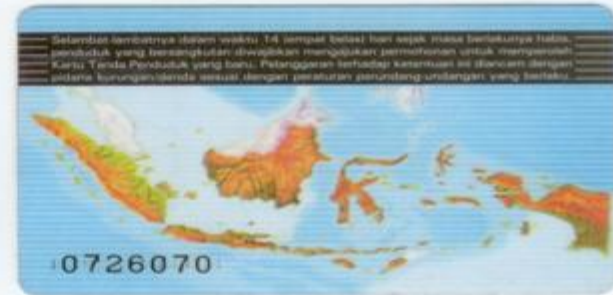 Selambat-lambatnya dalam waktu 14 (empat belas) hari sejak masa berlakunya habis,
penduduk yang bersangkutan diwajibkan mengajukan permohonan untuk memperoleh
Kartu Tanda Penduduk yang baru. Pelanggaran terhadap ketentuan ini diancam dengan
pidana kurungan/denda sesuai dengan peraturan perundang-undangan yang berlaku.
0726070